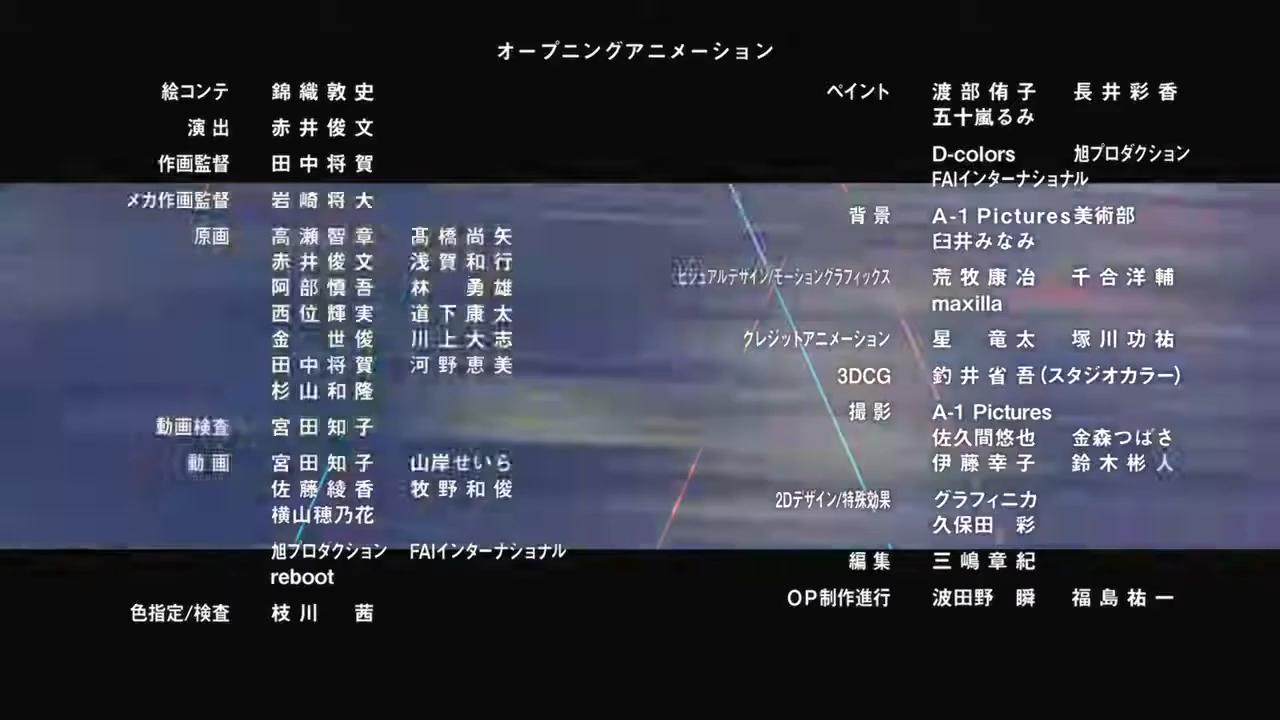 オープニングアニメーション
絵コンテ 錦織敦史
演出 赤井俊文
作画監督 田中将賀
メカ作画監督 岩崎将大
原画 高瀬智章 髙橋尚矢
赤井俊文 浅賀和行
阿部慎吾 林 勇雄
西位輝実 道下康太
金 世俊 川上大志
田中将賀 河野恵美
杉山和隆
動画検査 宮田知子
動画 宮田知子 山岸せいら
佐藤綾香 牧野和俊
横山穂乃花
旭プロダクション FAIインターナショナル
reboot
色指定/検査 枝川 茜
ペイント 渡部侑子 長井彩香
五十嵐るみ
D-colors 旭プロダクション
FAIインターナショナル
背景 A-1 Pictures美術部
臼井みなみ
ビジュアルデザイン/モーショングラフィックス 荒牧康治 千合洋輔
maxilla
クレジットアニメーション 星 竜太 塚川功祐
3DCG 釣井省吾(スタジオカラー)
撮影 A-1 Pictures
佐久間悠也 金森つばさ
伊藤幸子 鈴木彬人
2Dデザイン/特殊効果 グラフィニカ
久保田 彩
編集 三嶋章紀
OP制作進行 波田野 瞬 福島祐一